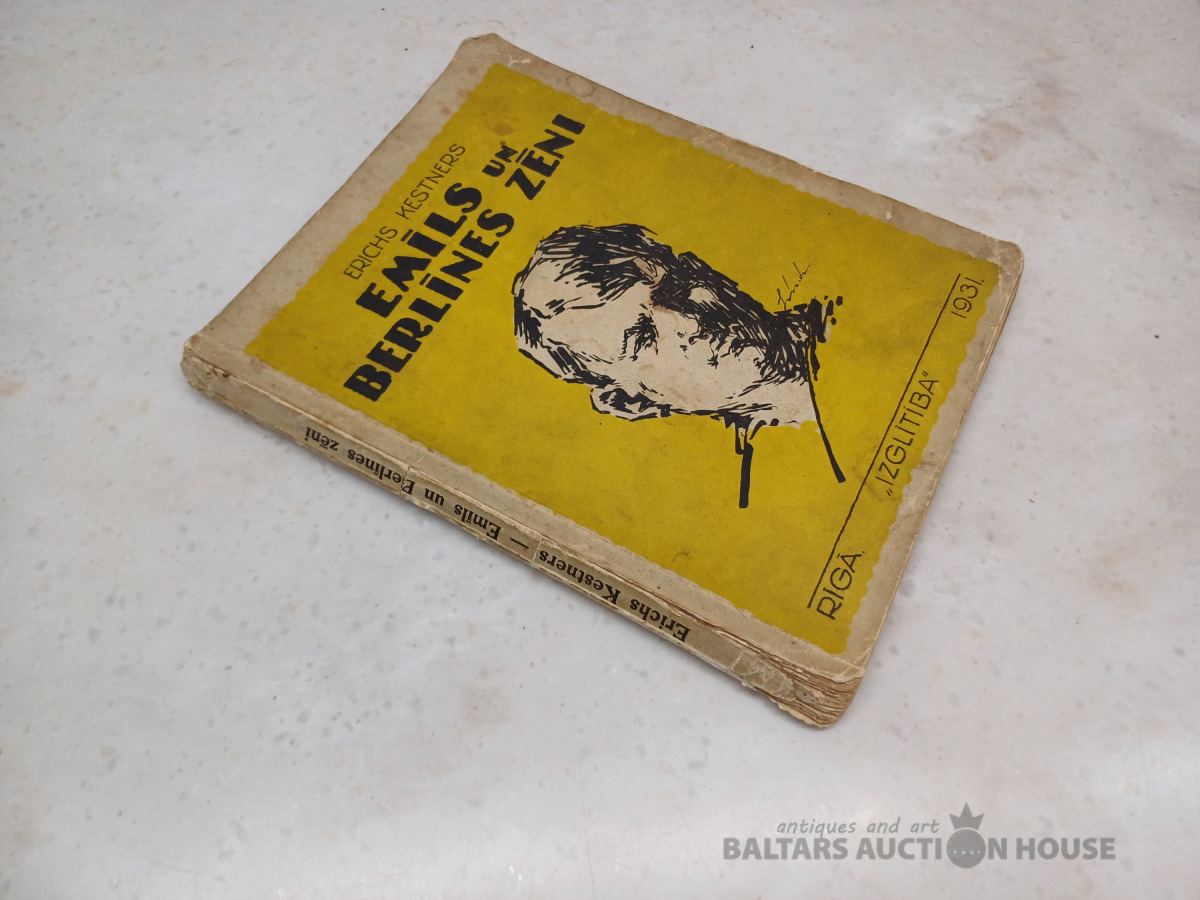 ERICHS KESTNERS
EMĪLS UN
BERLĪNES ZĒNI
RIGĀ, „IZGLĪTĪBA“ 1931.
Erichs Kestners — Emīls un Berlīnes zēni
antiques and art
BALTARS AUCTION HOUSE